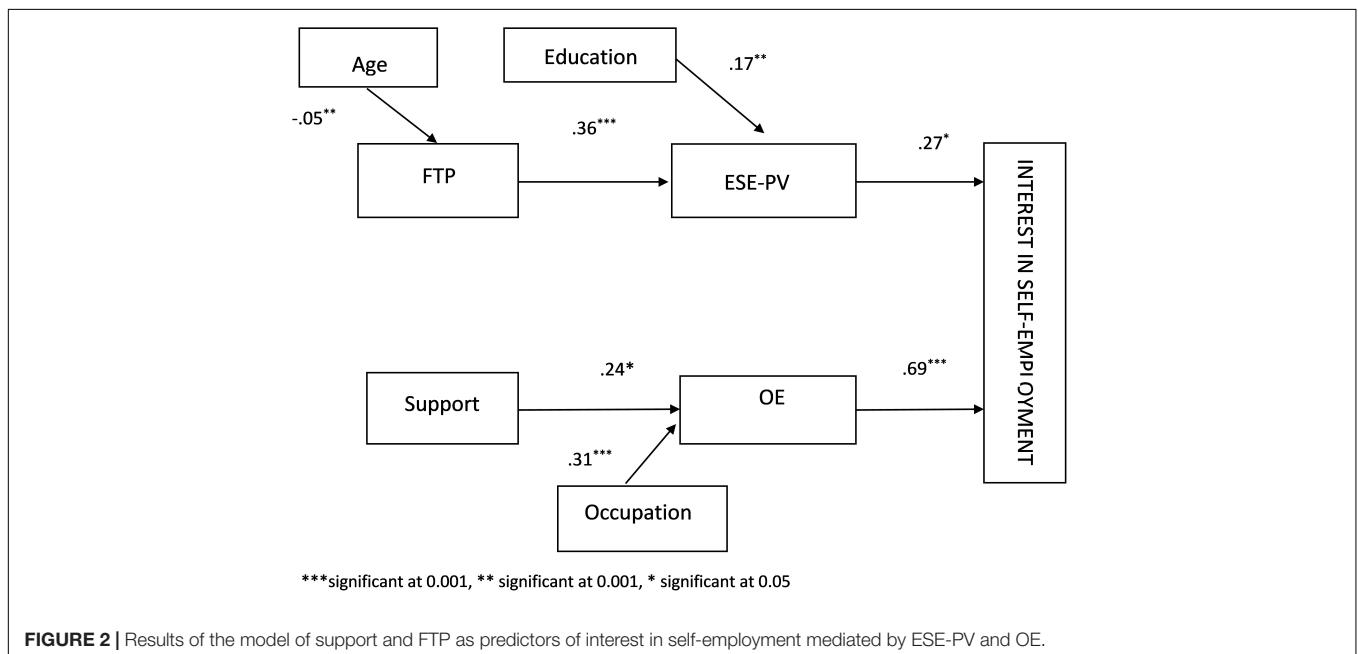 Age
Education
.17**
-.05**
.36***
.27*
FTP
ESE-PV
INTEREST IN SELF-EMPLOYMENT
.24*
.69***
Support
OE
.31***
Occupation
***significant at 0.001, ** significant at 0.001, * significant at 0.05
FIGURE 2 | Results of the model of support and FTP as predictors of interest in self-employment mediated by ESE-PV and OE.